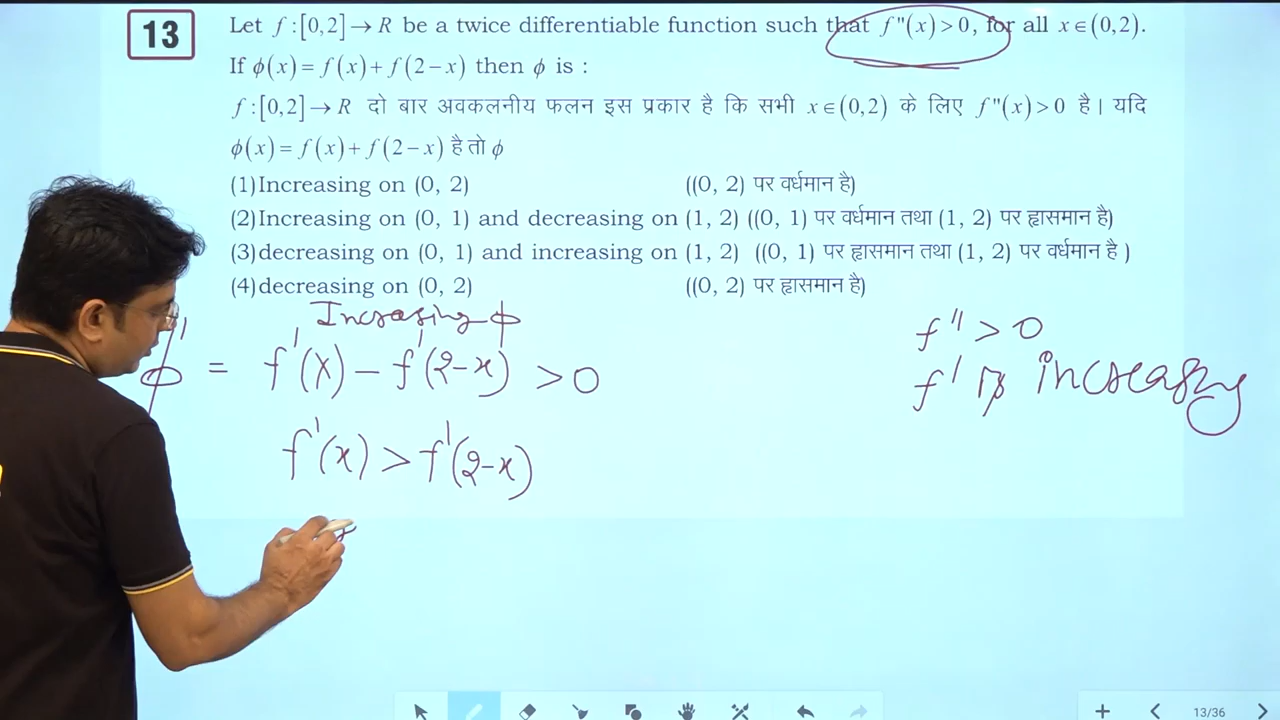 13
Let f : [0,2] → R be a twice differentiable function such that f "(x) > 0, for all x ∈ (0,2).
If ϕ(x) = f(x) + f(2 − x) then ϕ is :
f : [0,2] → R दो बार अवकलनीय फलन इस प्रकार है कि सभी x ∈ (0,2) के लिए f "(x) > 0 है। यदि
ϕ(x) = f(x) + f(2 − x) है तो ϕ
(1)Increasing on (0, 2) ((0, 2) पर वर्धमान है)
(2)Increasing on (0, 1) and decreasing on (1, 2) ((0, 1) पर वर्धमान तथा (1, 2) पर ह्रासमान है)
(3)decreasing on (0, 1) and increasing on (1, 2) ((0, 1) पर ह्रासमान तथा (1, 2) पर वर्धमान है )
(4)decreasing on (0, 2) ((0, 2) पर ह्रासमान है)
Increasing ϕ
ϕ' = f'(x) − f'(2−x) > 0
f'(x) > f'(2−x)
f'' > 0
f' is increasing
13/36